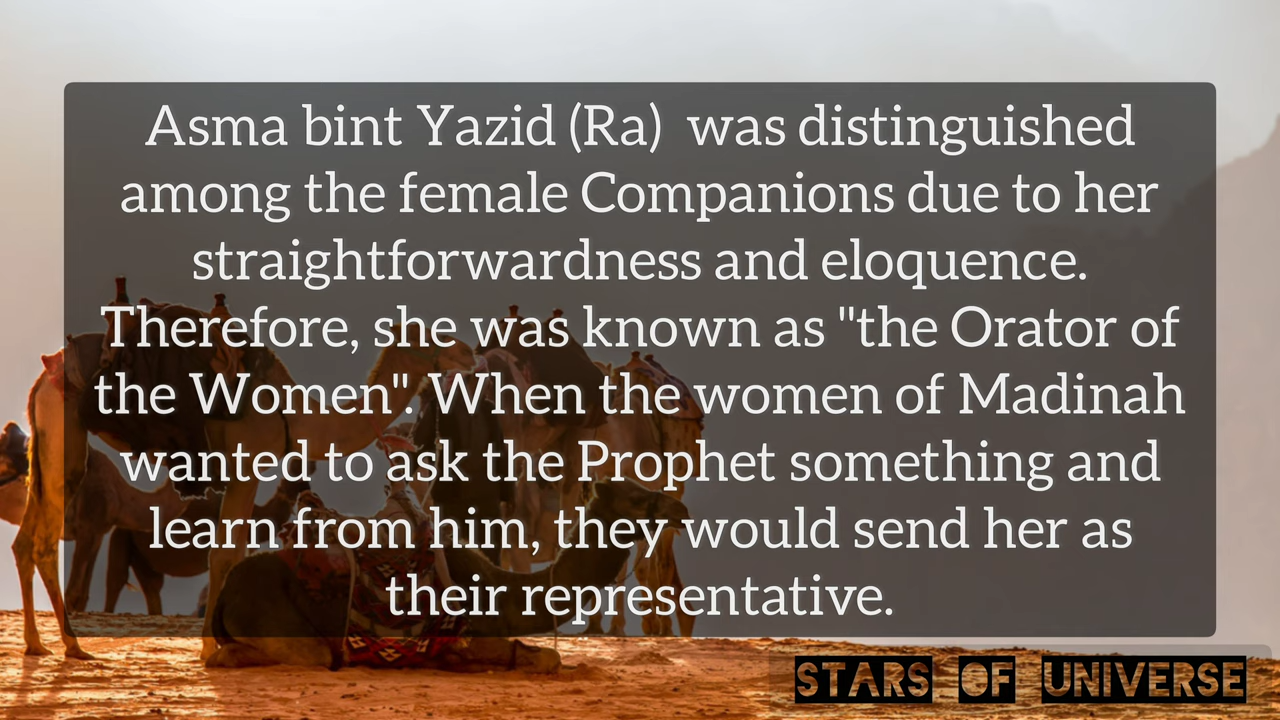 Asma bint Yazid (Ra)  was distinguished
among the female Companions due to her
straightforwardness and eloquence.
Therefore, she was known as "the Orator of
the Women". When the women of Madinah
wanted to ask the Prophet something and
learn from him, they would send her as
their representative.
STARS OF UNIVERSE